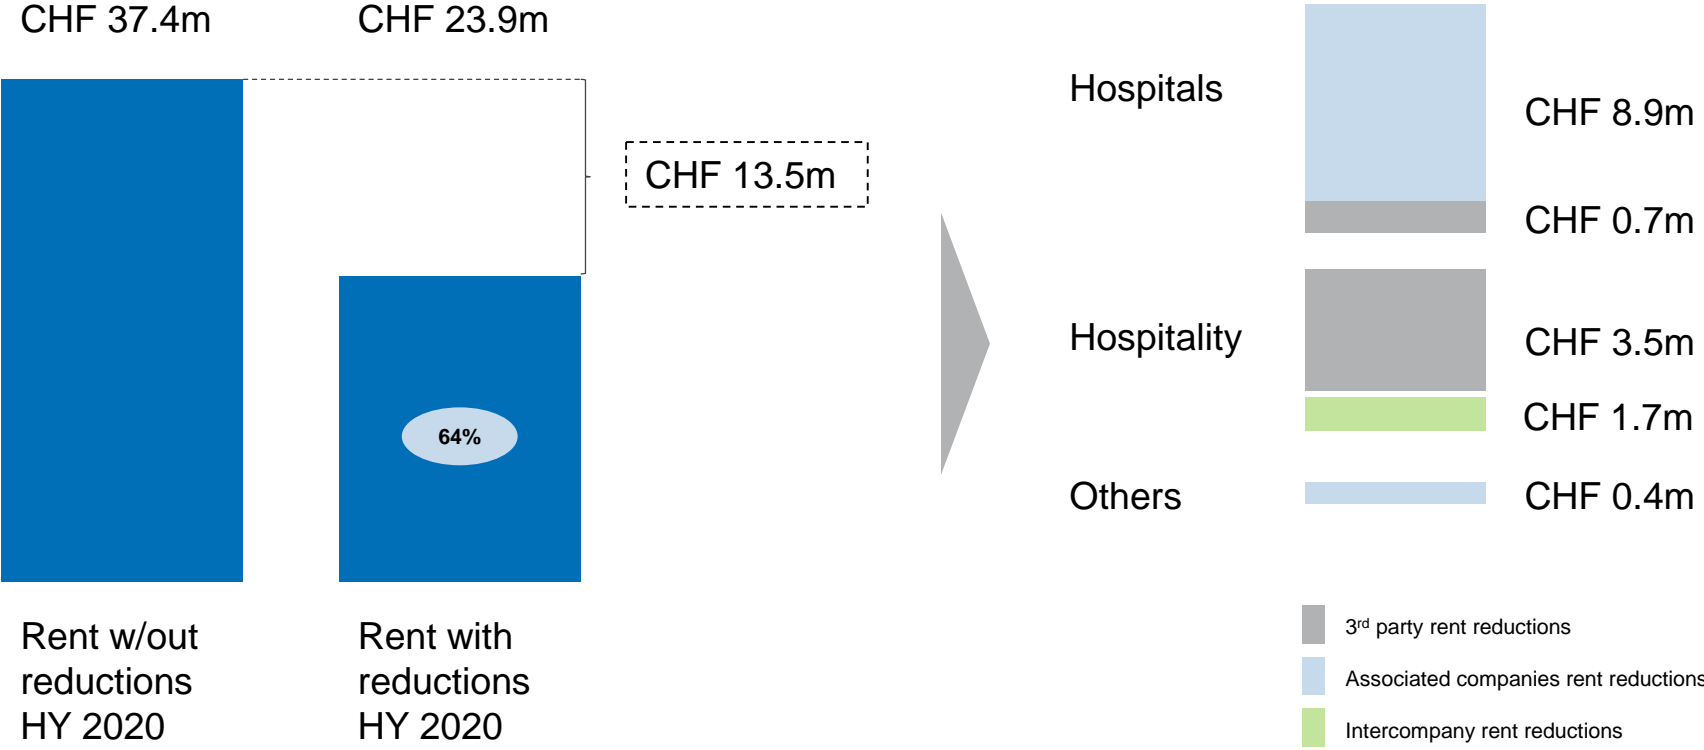 CHF 37.4m
CHF 23.9m
CHF 13.5m
64%
Rent w/out
reductions
HY 2020
Rent with
reductions
HY 2020
Hospitals
CHF 8.9m
CHF 0.7m
Hospitality
CHF 3.5m
CHF 1.7m
Others
CHF 0.4m
3rd party rent reductions
Associated companies rent reductions
Intercompany rent reductions